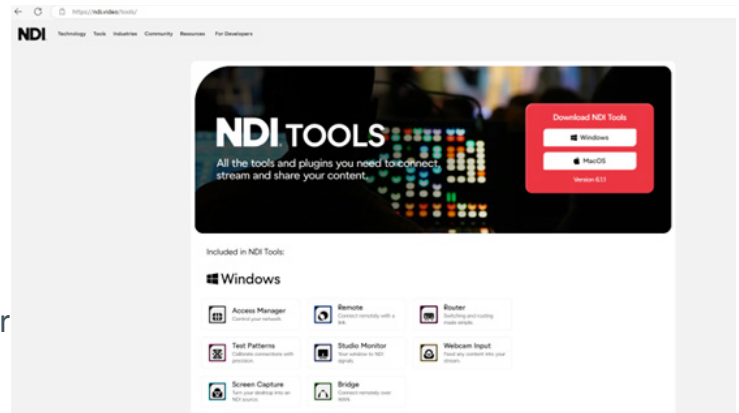 https://ndi.video/tools/
NDI Technology Tools Industries Community Resources For Developers
NDI TOOLS
All the tools and plugins you need to connect,
stream and share your content.
Download NDI Tools
Windows
MacOS
Version 6.1.1
Included in NDI Tools:
Windows
Access Manager
Control your network.
Remote
Connect remotely with a
link.
Router
Switching and routing
made simple.
r
Test Patterns
Calibrate connections with
precision.
Studio Monitor
Your window to NDI
signals.
Webcam Input
Feed any content into your
stream.
Screen Capture
Turn your desktop into an
NDI source.
Bridge
Connect remotely over
WAN.